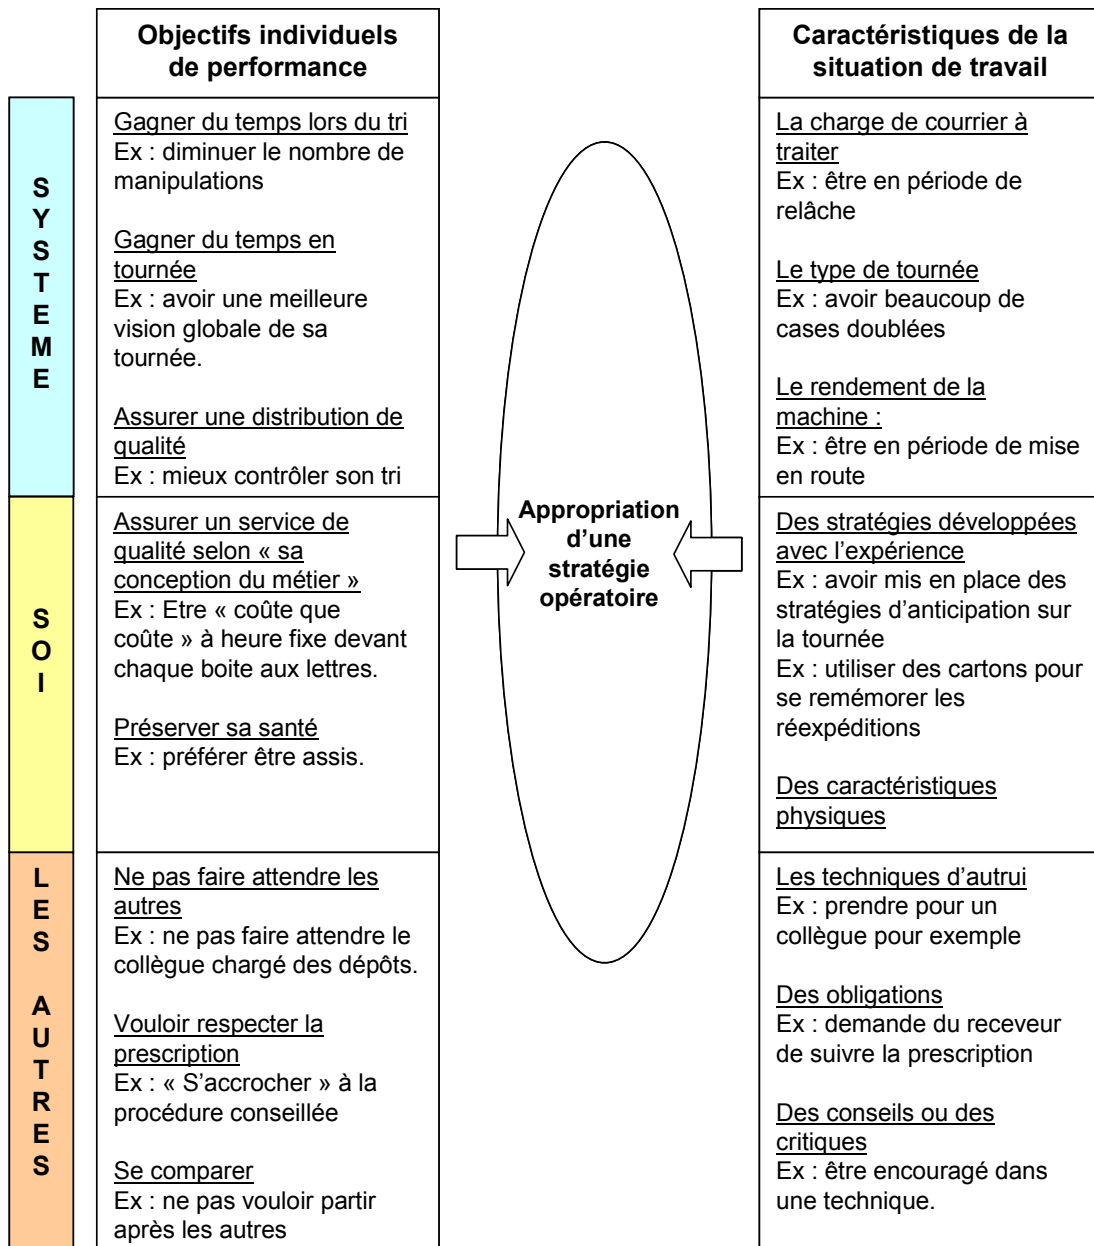 Objectifs individuels
de performance
Caractéristiques de la
situation de travail
SYSTEME
Gagner du temps lors du tri
Ex : diminuer le nombre de
manipulations
Gagner du temps en
tournée
Ex : avoir une meilleure
vision globale de sa
tournée.
Assurer une distribution de
qualité
Ex : mieux contrôler son tri
La charge de courrier à
traiter
Ex : être en période de
relâche
Le type de tournée
Ex : avoir beaucoup de
cases doublées
Le rendement de la
machine :
Ex : être en période de mise
en route
SOI
Assurer un service de
qualité selon « sa
conception du métier »
Ex : Etre « coûte que
coûte » à heure fixe devant
chaque boite aux lettres.
Préserver sa santé
Ex : préférer être assis.
Appropriation
d’une
stratégie
opératoire
Des stratégies développées
avec l’expérience
Ex : avoir mis en place des
stratégies d’anticipation sur
la tournée
Ex : utiliser des cartons pour
se remémorer les
réexpéditions
Des caractéristiques
physiques
LES AUTRES
Ne pas faire attendre les
autres
Ex : ne pas faire attendre le
collègue chargé des dépôts.
Vouloir respecter la
prescription
Ex : « S’accrocher » à la
procédure conseillée
Se comparer
Ex : ne pas vouloir partir
après les autres
Les techniques d’autrui
Ex : prendre pour un
collègue pour exemple
Des obligations
Ex : demande du receveur
de suivre la prescription
Des conseils ou des
critiques
Ex : être encouragé dans
une technique.